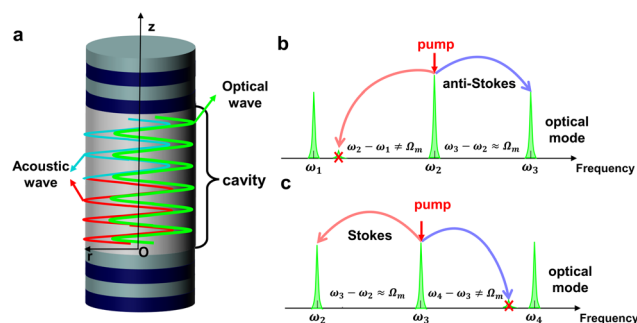 a
z
Optical
wave
Acoustic
wave
cavity
r
O
b
pump
anti-Stokes
optical
mode
ω₂ − ω₁ ≠ Ωₘ
ω₃ − ω₂ ≈ Ωₘ
ω₁
ω₂
ω₃
Frequency
c
pump
Stokes
optical
mode
ω₃ − ω₂ ≈ Ωₘ
ω₄ − ω₃ ≠ Ωₘ
ω₂
ω₃
ω₄
Frequency